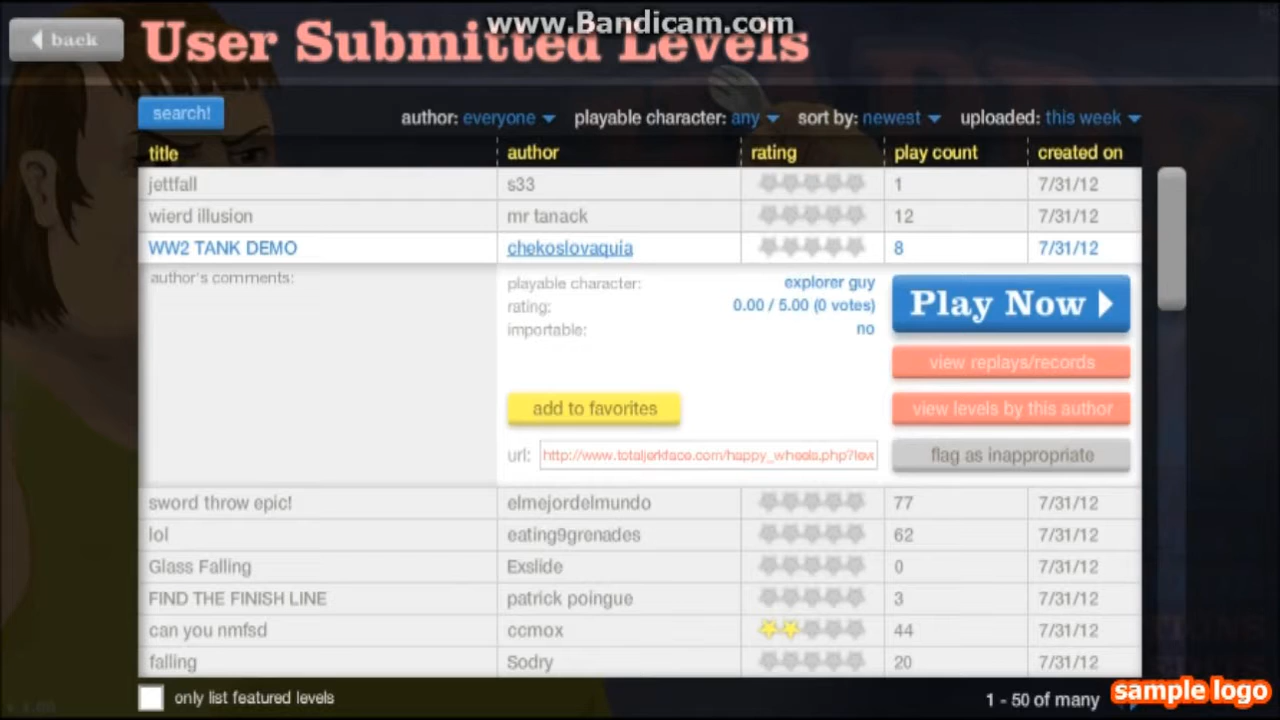 www.Bandicam.com
back
User Submitted Levels
search!
author: everyone playable character: any sort by: newest uploaded: this week
title author rating play count created on
jettfall s33 1 7/31/12
wierd illusion mr tanack 12 7/31/12
WW2 TANK DEMO chekoslovaquia 8 7/31/12
author's comments:
playable character: explorer guy
rating: 0.00 / 5.00 (0 votes)
importable: no
Play Now
view replays/records
add to favorites
view levels by this author
url: http://www.totaljerkface.com/happy_wheels.php?lev
flag as inappropriate
sword throw epic! elmejordelmundo 77 7/31/12
lol eating9grenades 62 7/31/12
Glass Falling Exslide 0 7/31/12
FIND THE FINISH LINE patrick poingue 3 7/31/12
can you nmfsd ccmox 44 7/31/12
falling Sodry 20 7/31/12
only list featured levels
1 - 50 of many
sample logo